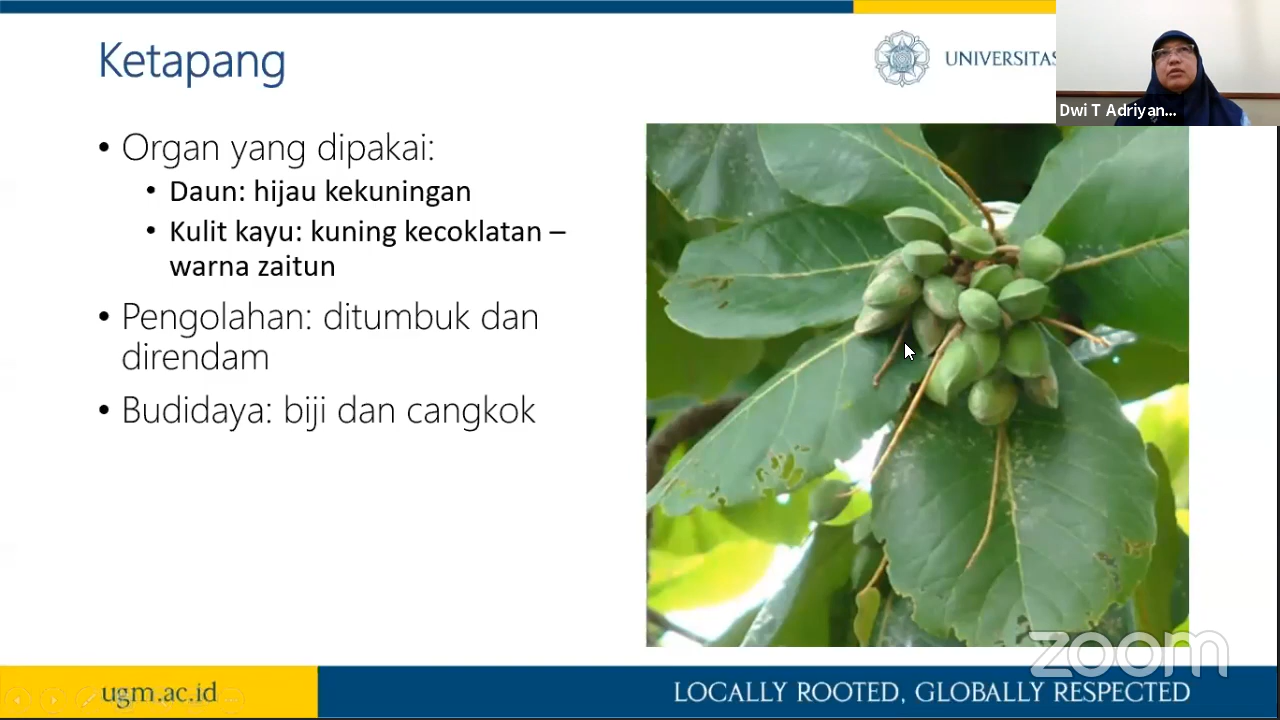 Ketapang
UNIVERSITAS
Dwi T Adriyan...
• Organ yang dipakai:
• Daun: hijau kekuningan
• Kulit kayu: kuning kecoklatan –
warna zaitun
• Pengolahan: ditumbuk dan
direndam
• Budidaya: biji dan cangkok
zoom
ugm.ac.id
LOCALLY ROOTED, GLOBALLY RESPECTED